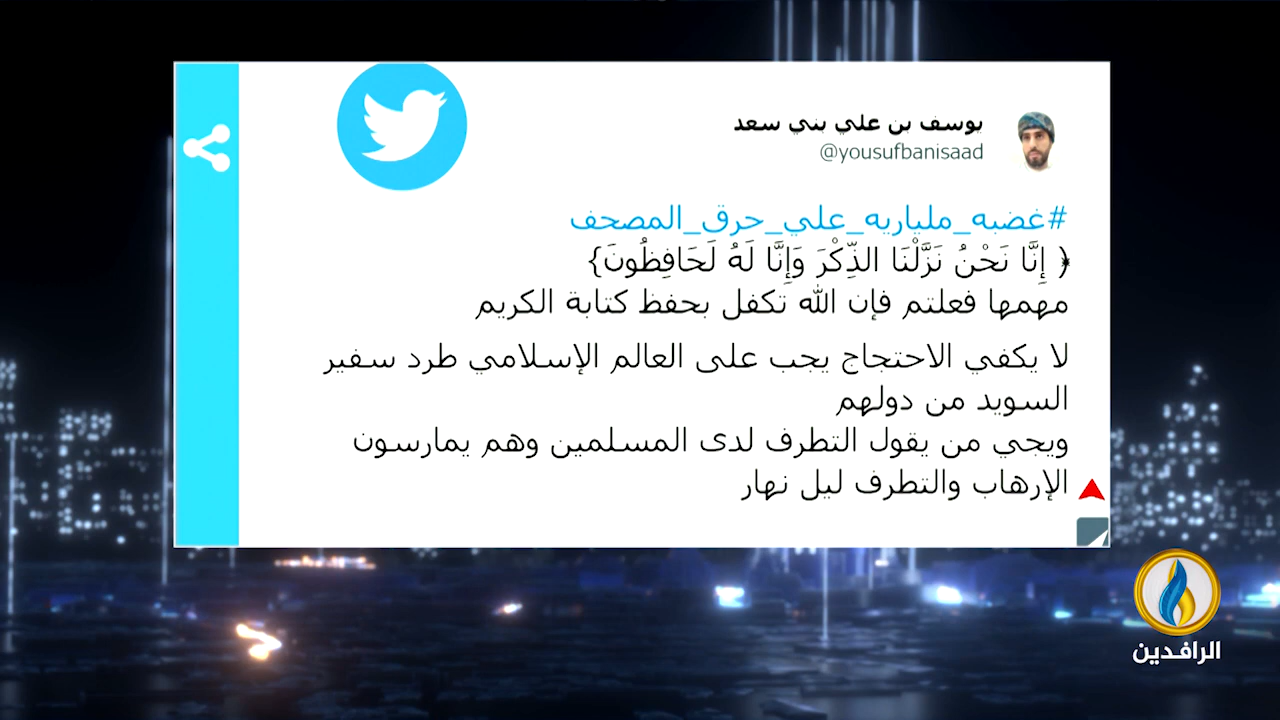 يوسف بن علي بني سعد
@yousufbanisaad
#غضبه_ملياريه_علي_حرق_المصحف
﴿ إِنَّا نَحْنُ نَزَّلْنَا الذِّكْرَ وَإِنَّا لَهُ لَحَافِظُونَ}
مهمها فعلتم فإن الله تكفل بحفظ كتابة الكريم
لا يكفي الاحتجاج يجب على العالم الإسلامي طرد سفير
السويد من دولهم
ويجي من يقول التطرف لدى المسلمين وهم يمارسون
الإرهاب والتطرف ليل نهار
الرافدين